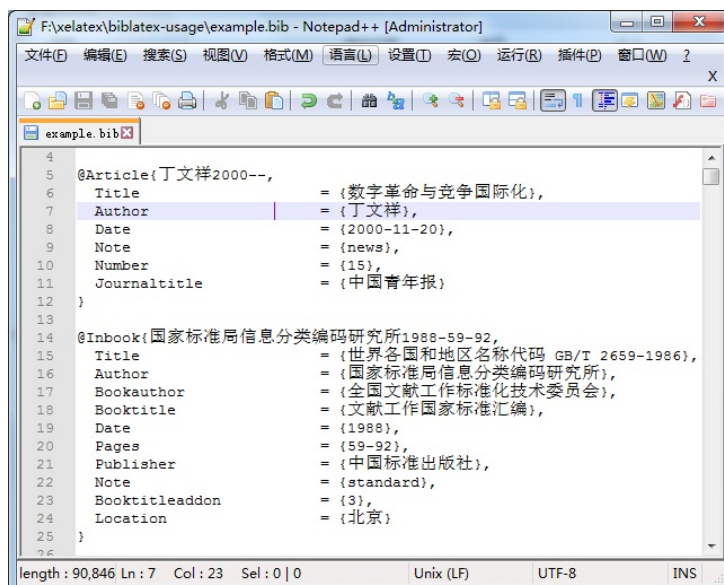 F:\xelatex\biblatex-usage\example.bib - Notepad++ [Administrator]
文件(F) 编辑(E) 搜索(S) 视图(V) 格式(M) 语言(L) 设置(T) 宏(O) 运行(R) 插件(P) 窗口(W) ?
X
example.bib
4
5 @Article{丁文祥2000--,
6 Title = {数字革命与竞争国际化},
7 Author = {丁文祥},
8 Date = {2000-11-20},
9 Note = {news},
10 Number = {15},
11 Journaltitle = {中国青年报}
12 }
13
14 @Inbook{国家标准局信息分类编码研究所1988-59-92,
15 Title = {世界各国和地区名称代码 GB/T 2659-1986},
16 Author = {国家标准局信息分类编码研究所},
17 Bookauthor = {全国文献工作标准化技术委员会},
18 Booktitle = {文献工作国家标准汇编},
19 Date = {1988},
20 Pages = {59-92},
21 Publisher = {中国标准出版社},
22 Note = {standard},
23 Booktitleaddon = {3},
24 Location = {北京}
25 }
26
length : 90,846 Ln : 7 Col : 23 Sel : 0 | 0 Unix (LF) UTF-8 INS